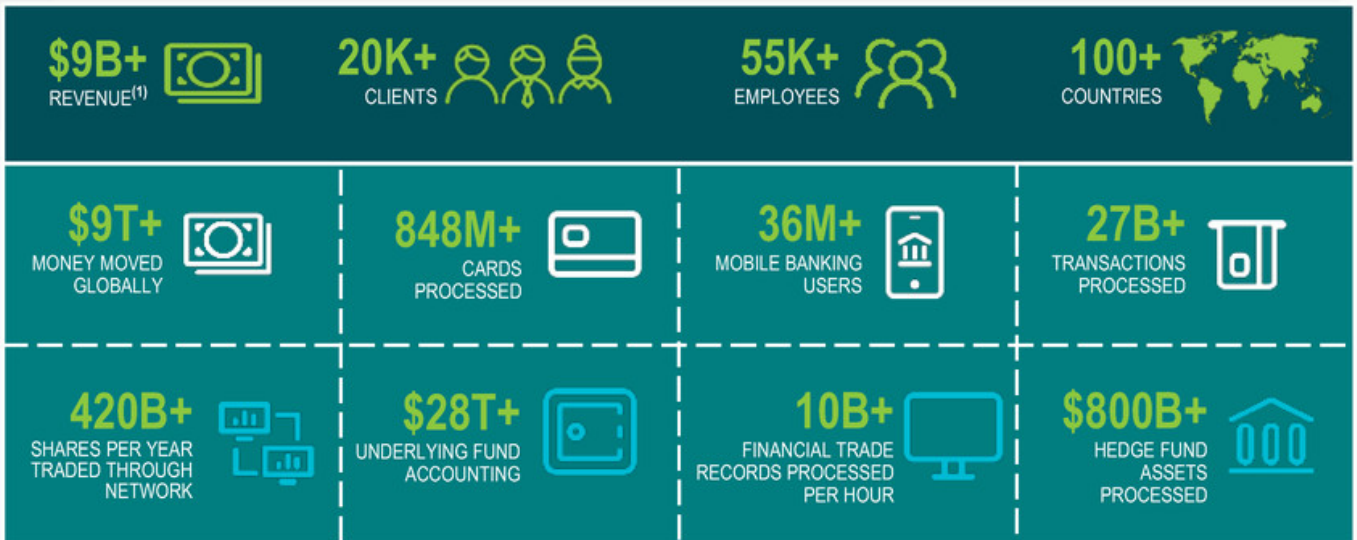 $9B+
REVENUE(1)
20K+
CLIENTS
55K+
EMPLOYEES
100+
COUNTRIES
$9T+
MONEY MOVED
GLOBALLY
848M+
CARDS
PROCESSED
36M+
MOBILE BANKING
USERS
27B+
TRANSACTIONS
PROCESSED
420B+
SHARES PER YEAR
TRADED THROUGH
NETWORK
$28T+
UNDERLYING FUND
ACCOUNTING
10B+
FINANCIAL TRADE
RECORDS PROCESSED
PER HOUR
$800B+
HEDGE FUND
ASSETS
PROCESSED